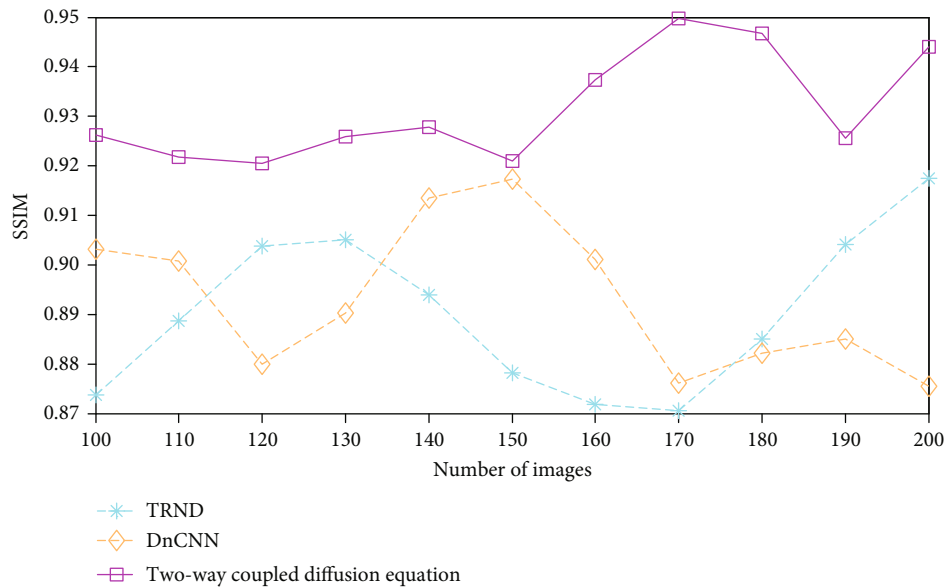 0.95
0.94
0.93
0.92
0.91
0.90
0.89
0.88
0.87
SSIM
100 110 120 130 140 150 160 170 180 190 200
Number of images
TRND
DnCNN
Two-way coupled diffusion equation